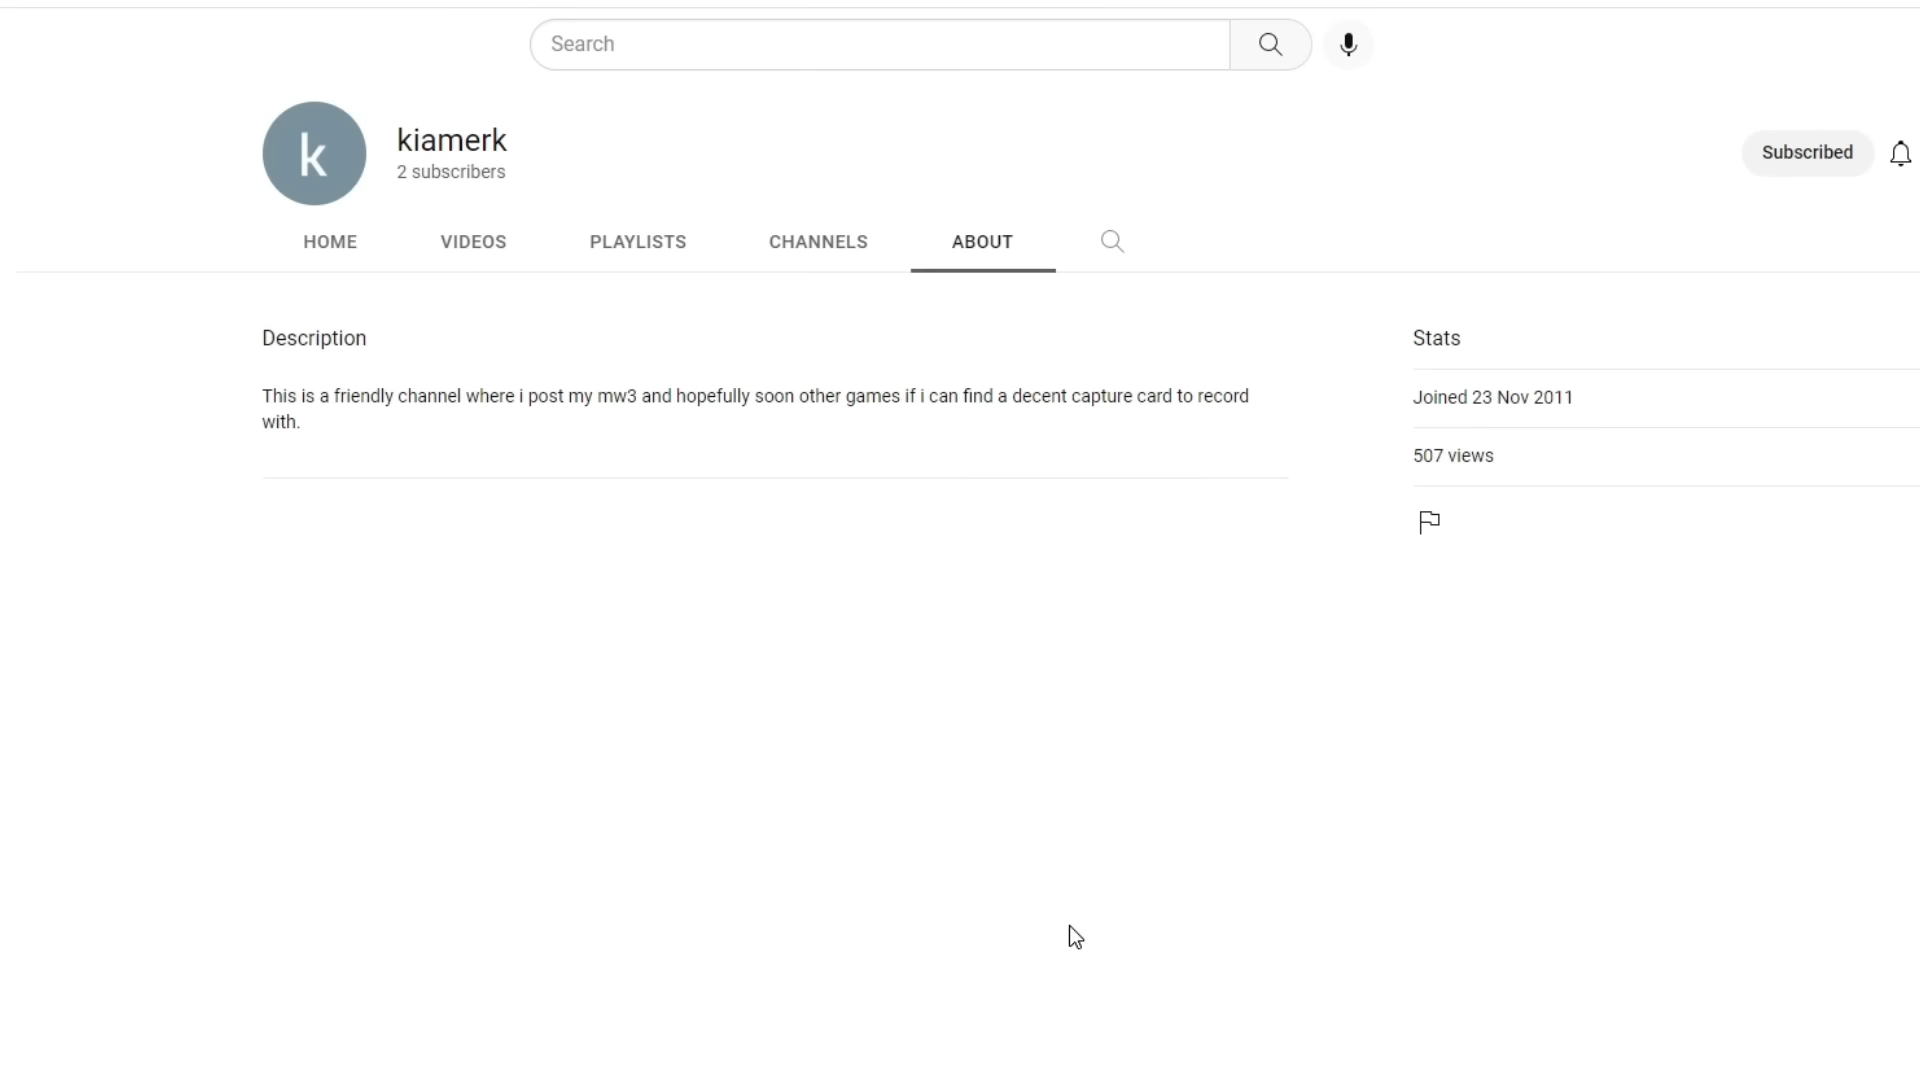 Search
k
kiamerk
2 subscribers
Subscribed
HOME
VIDEOS
PLAYLISTS
CHANNELS
ABOUT
Description
This is a friendly channel where i post my mw3 and hopefully soon other games if i can find a decent capture card to record
with.
Stats
Joined 23 Nov 2011
507 views